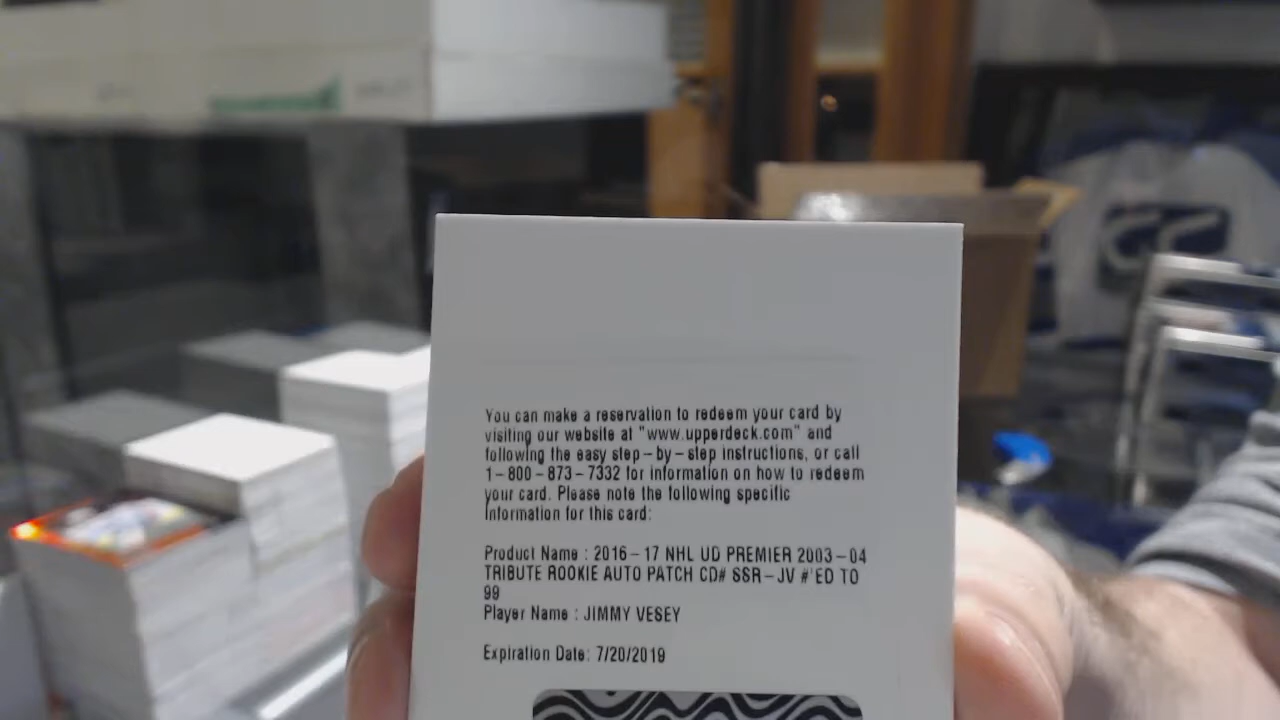 You can make a reservation to redeem your card by
visiting our website at "www.upperdeck.com" and
following the easy step-by-step instructions, or call
1-800-873-7332 for information on how to redeem
your card. Please note the following specific
Information for this card:
Product Name : 2016-17 NHL UD PREMIER 2003-04
TRIBUTE ROOKIE AUTO PATCH CD# SSR-JV #'ED TO
99
Player Name : JIMMY VESEY
Expiration Date: 7/20/2019